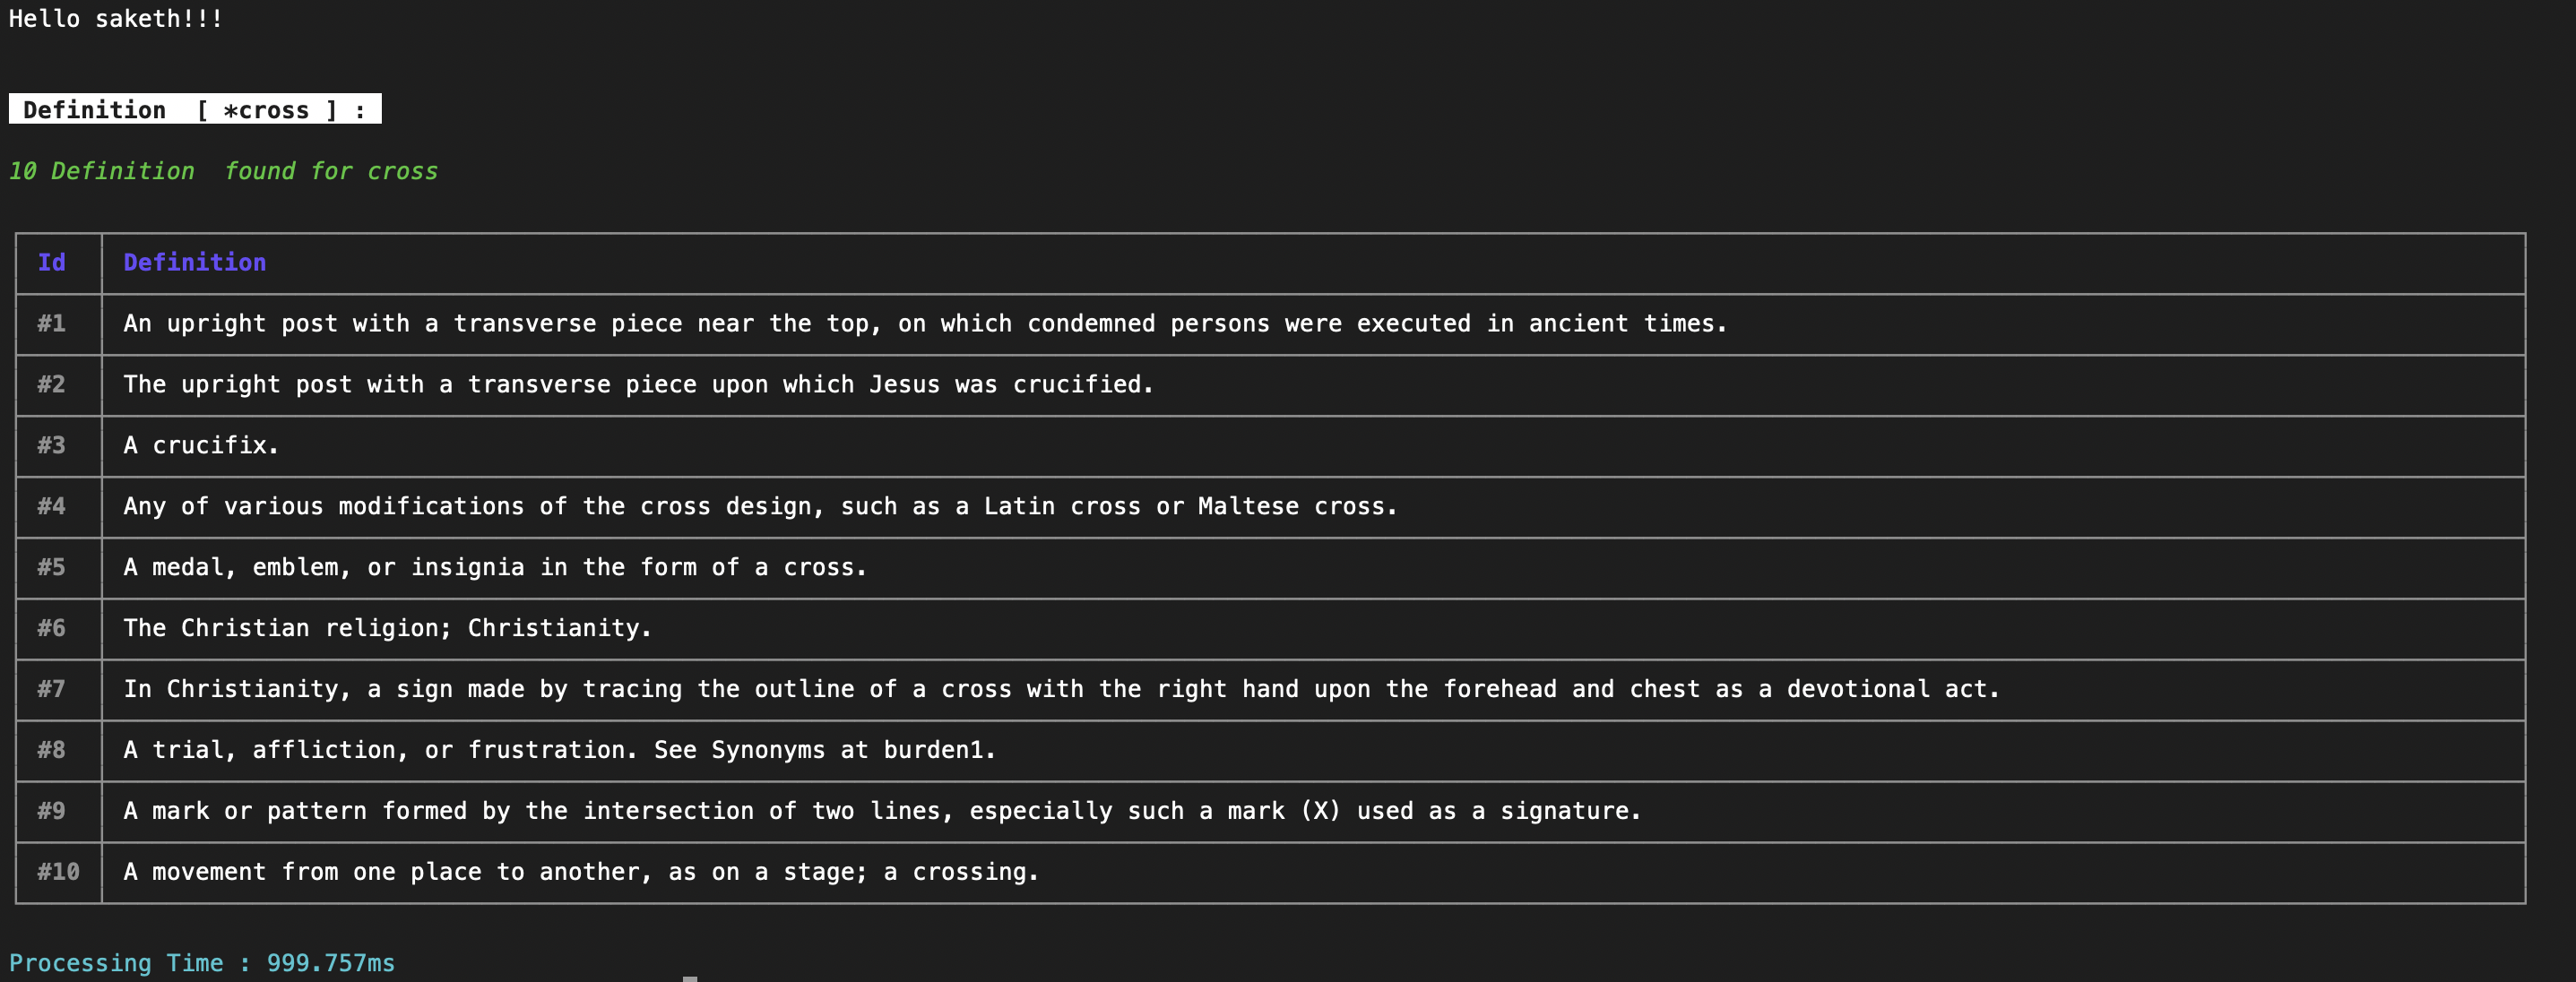 Hello saketh!!!
Definition  [ *cross ] :
10 Definition  found for cross
Id Definition
#1 An upright post with a transverse piece near the top, on which condemned persons were executed in ancient times.
#2 The upright post with a transverse piece upon which Jesus was crucified.
#3 A crucifix.
#4 Any of various modifications of the cross design, such as a Latin cross or Maltese cross.
#5 A medal, emblem, or insignia in the form of a cross.
#6 The Christian religion; Christianity.
#7 In Christianity, a sign made by tracing the outline of a cross with the right hand upon the forehead and chest as a devotional act.
#8 A trial, affliction, or frustration. See Synonyms at burden1.
#9 A mark or pattern formed by the intersection of two lines, especially such a mark (X) used as a signature.
#10 A movement from one place to another, as on a stage; a crossing.
Processing Time : 999.757ms